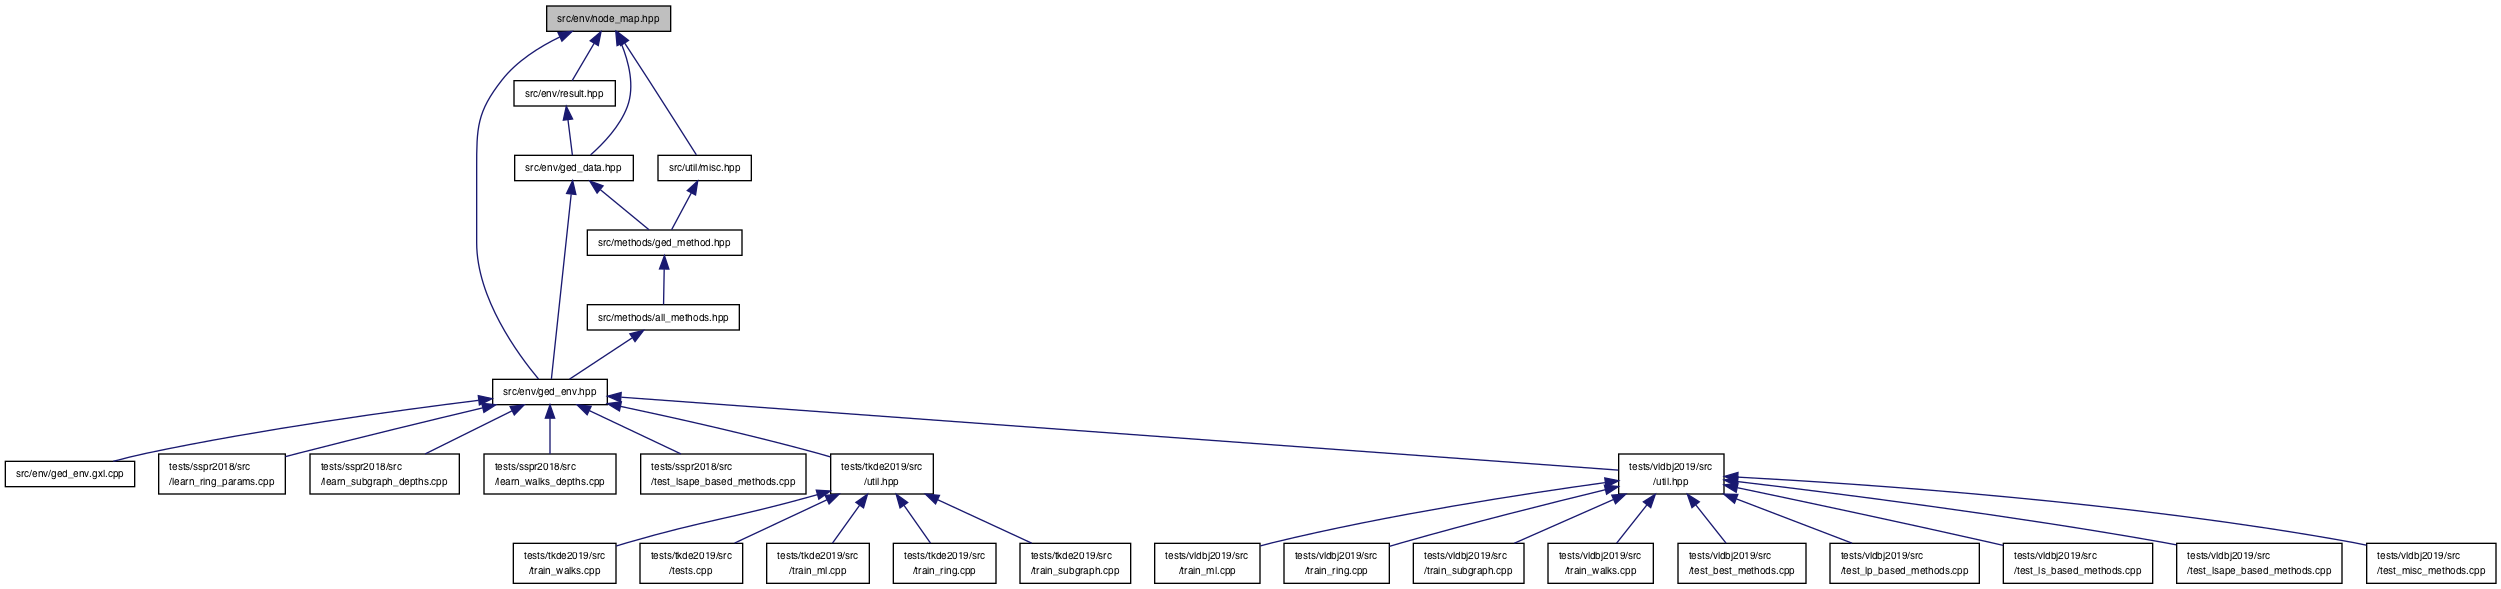 src/env/node_map.hpp
src/env/result.hpp
src/env/ged_data.hpp
src/util/misc.hpp
src/methods/ged_method.hpp
src/methods/all_methods.hpp
src/env/ged_env.hpp
src/env/ged_env.gxl.cpp
tests/sspr2018/src
/learn_ring_params.cpp
tests/sspr2018/src
/learn_subgraph_depths.cpp
tests/sspr2018/src
/learn_walks_depths.cpp
tests/sspr2018/src
/test_lsape_based_methods.cpp
tests/tkde2019/src
/util.hpp
tests/vldbj2019/src
/util.hpp
tests/tkde2019/src
/train_walks.cpp
tests/tkde2019/src
/tests.cpp
tests/tkde2019/src
/train_ml.cpp
tests/tkde2019/src
/train_ring.cpp
tests/tkde2019/src
/train_subgraph.cpp
tests/vldbj2019/src
/train_ml.cpp
tests/vldbj2019/src
/train_ring.cpp
tests/vldbj2019/src
/train_subgraph.cpp
tests/vldbj2019/src
/train_walks.cpp
tests/vldbj2019/src
/test_best_methods.cpp
tests/vldbj2019/src
/test_lp_based_methods.cpp
tests/vldbj2019/src
/test_ls_based_methods.cpp
tests/vldbj2019/src
/test_lsape_based_methods.cpp
tests/vldbj2019/src
/test_misc_methods.cpp